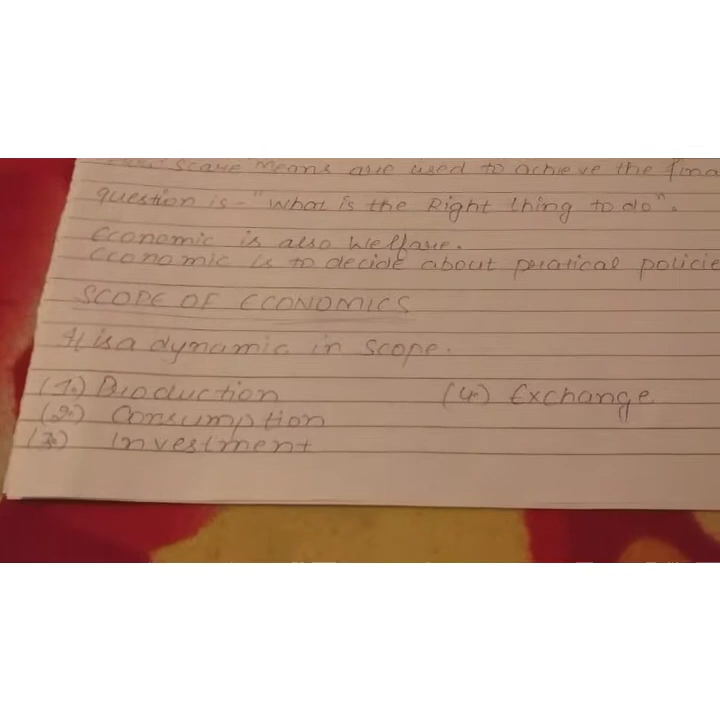 scare means are used to achieve the fina
question is - "What is the Right thing to do".
Economic is also Welfare.
Economic is to decide about pratical policie
SCOPE OF ECONOMICS
It is a dynamic in scope.
(1.) Production (4.) Exchange
(2.) Consumption
(3.) Investment